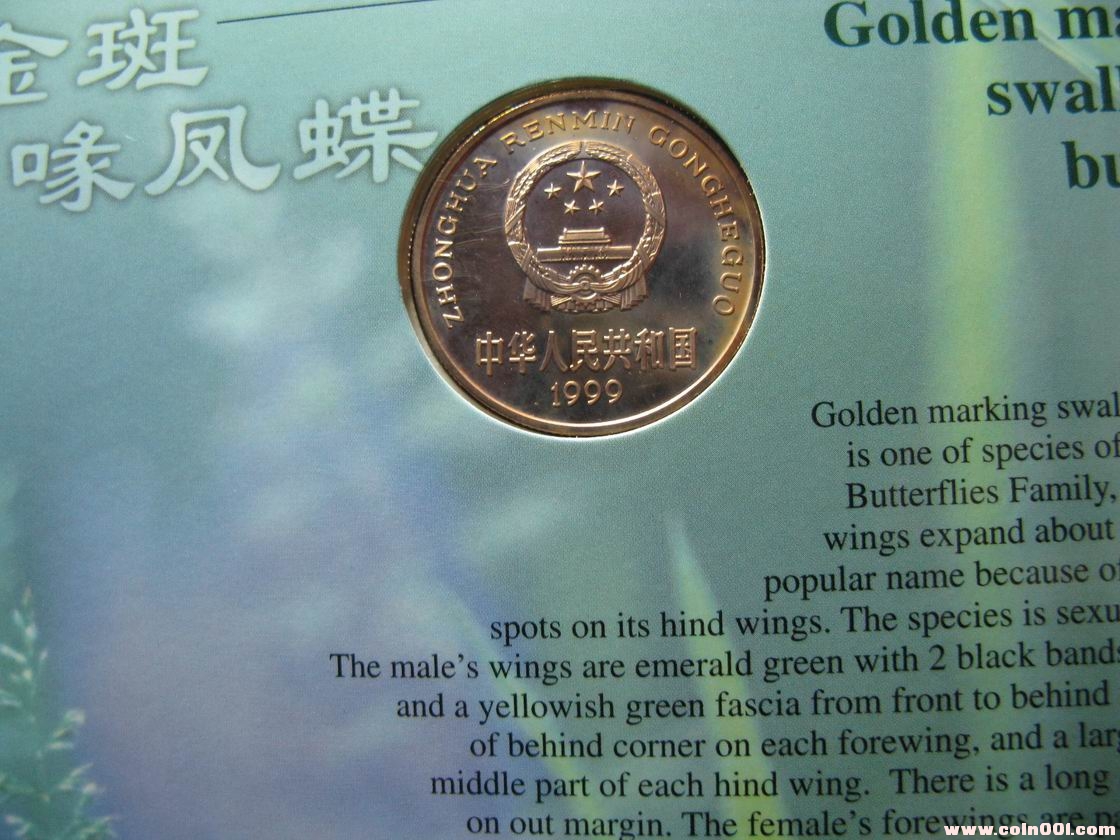 金斑
喙凤蝶
Golden
swal
ZHONGHUA RENMIN GONGHEGUO
中华人民共和国
1999
Golden marking swal
is one of species of
Butterflies Family,
wings expand about
popular name because of
spots on its hind wings. The species is sexu
The male's wings are emerald green with 2 black bands
and a yellowish green fascia from front to behind
of behind corner on each forewing, and a lar
middle part of each hind wing. There is a long
on out margin. The female's forewings are
www.coin001.com